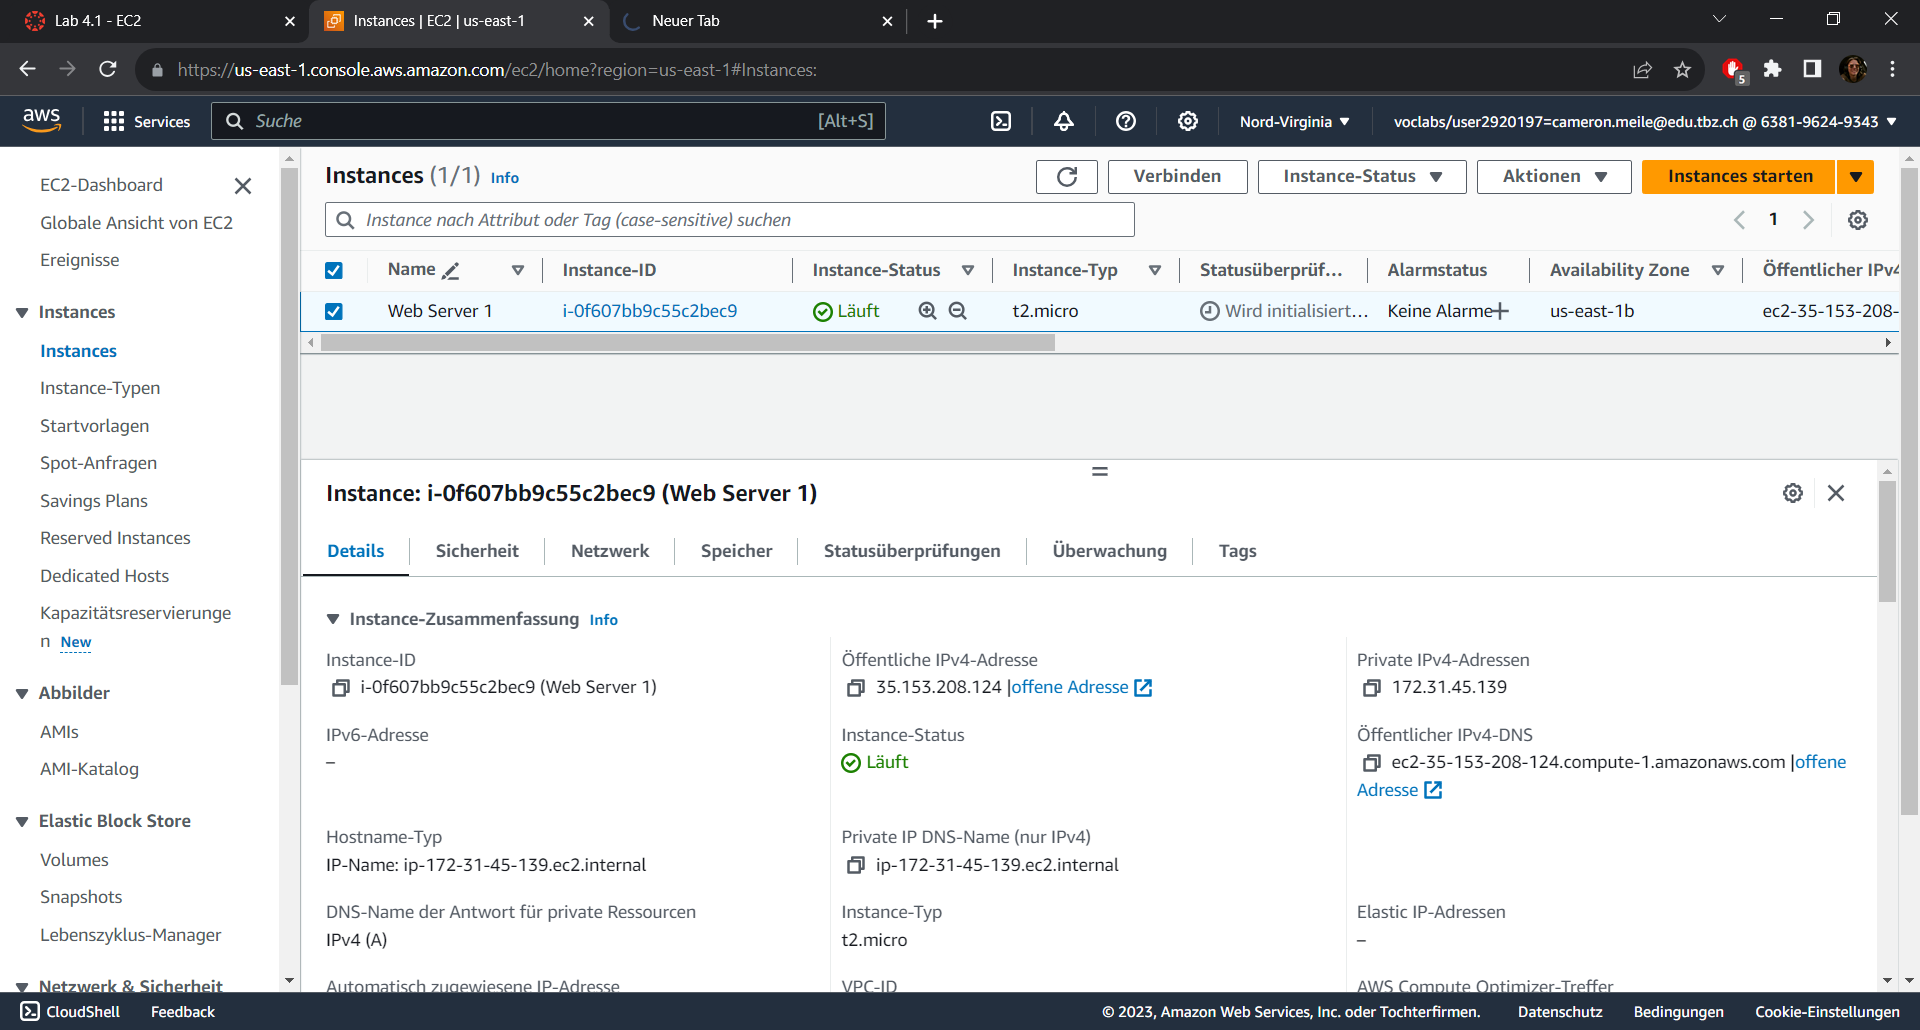 Lab 4.1 - EC2
Instances | EC2 | us-east-1
Neuer Tab
https://us-east-1.console.aws.amazon.com/ec2/home?region=us-east-1#Instances:
5
aws
Services
Suche
[Alt+S]
Nord-Virginia
voclabs/user2920197=cameron.meile@edu.tbz.ch @ 6381-9624-9343
EC2-Dashboard
Globale Ansicht von EC2
Ereignisse
Instances
Instances
Instance-Typen
Startvorlagen
Spot-Anfragen
Savings Plans
Reserved Instances
Dedicated Hosts
Kapazitätsreservierunge
n New
Abbilder
AMIs
AMI-Katalog
Elastic Block Store
Volumes
Snapshots
Lebenszyklus-Manager
Netzwerk & Sicherheit
Instances (1/1) Info
Verbinden
Instance-Status
Aktionen
Instances starten
Instance nach Attribut oder Tag (case-sensitive) suchen
1
Name
Instance-ID
Instance-Status
Instance-Typ
Statusüberprüf...
Alarmstatus
Availability Zone
Öffentlicher IPv4
Web Server 1
i-0f607bb9c55c2bec9
Läuft
t2.micro
Wird initialisiert...
Keine Alarme
us-east-1b
ec2-35-153-208-
Instance: i-0f607bb9c55c2bec9 (Web Server 1)
Details
Sicherheit
Netzwerk
Speicher
Statusüberprüfungen
Überwachung
Tags
Instance-Zusammenfassung Info
Instance-ID
i-0f607bb9c55c2bec9 (Web Server 1)
Öffentliche IPv4-Adresse
35.153.208.124 |offene Adresse
Private IPv4-Adressen
172.31.45.139
IPv6-Adresse
–
Instance-Status
Läuft
Öffentlicher IPv4-DNS
ec2-35-153-208-124.compute-1.amazonaws.com |offene
Adresse
Hostname-Typ
IP-Name: ip-172-31-45-139.ec2.internal
Private IP DNS-Name (nur IPv4)
ip-172-31-45-139.ec2.internal
DNS-Name der Antwort für private Ressourcen
IPv4 (A)
Instance-Typ
t2.micro
Elastic IP-Adressen
–
Automatisch zugewiesene IP-Adresse
VPC-ID
AWS Compute Optimizer-Treffer
CloudShell
Feedback
© 2023, Amazon Web Services, Inc. oder Tochterfirmen.
Datenschutz
Bedingungen
Cookie-Einstellungen